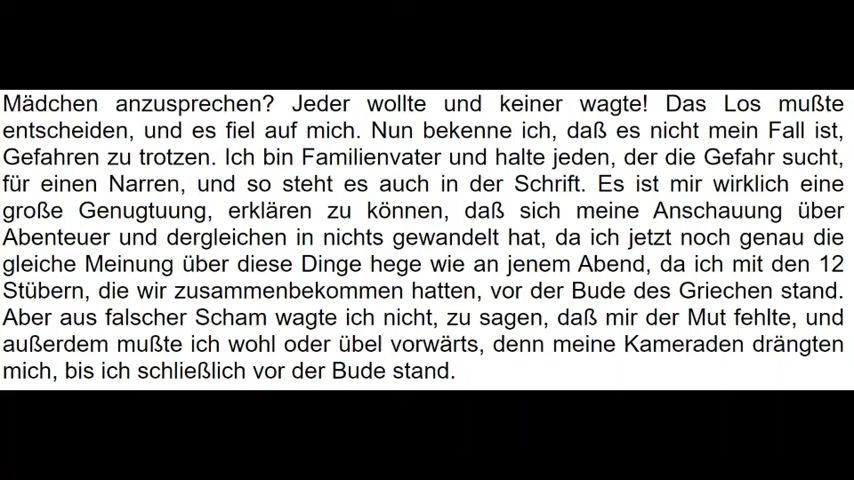 Mädchen anzusprechen? Jeder wollte und keiner wagte! Das Los mußte
entscheiden, und es fiel auf mich. Nun bekenne ich, daß es nicht mein Fall ist,
Gefahren zu trotzen. Ich bin Familienvater und halte jeden, der die Gefahr sucht,
für einen Narren, und so steht es auch in der Schrift. Es ist mir wirklich eine
große Genugtuung, erklären zu können, daß sich meine Anschauung über
Abenteuer und dergleichen in nichts gewandelt hat, da ich jetzt noch genau die
gleiche Meinung über diese Dinge hege wie an jenem Abend, da ich mit den 12
Stübern, die wir zusammenbekommen hatten, vor der Bude des Griechen stand.
Aber aus falscher Scham wagte ich nicht, zu sagen, daß mir der Mut fehlte, und
außerdem mußte ich wohl oder übel vorwärts, denn meine Kameraden drängten
mich, bis ich schließlich vor der Bude stand.